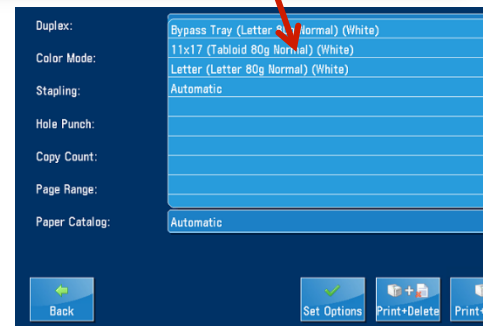 Duplex:
Bypass Tray (Letter 80g Normal) (White)
Color Mode:
11x17 (Tabloid 80g Normal) (White)
Letter (Letter 80g Normal) (White)
Stapling:
Automatic
Hole Punch:
Copy Count:
Page Range:
Paper Catalog:
Automatic
Back
Set Options
Print+Delete
Print+